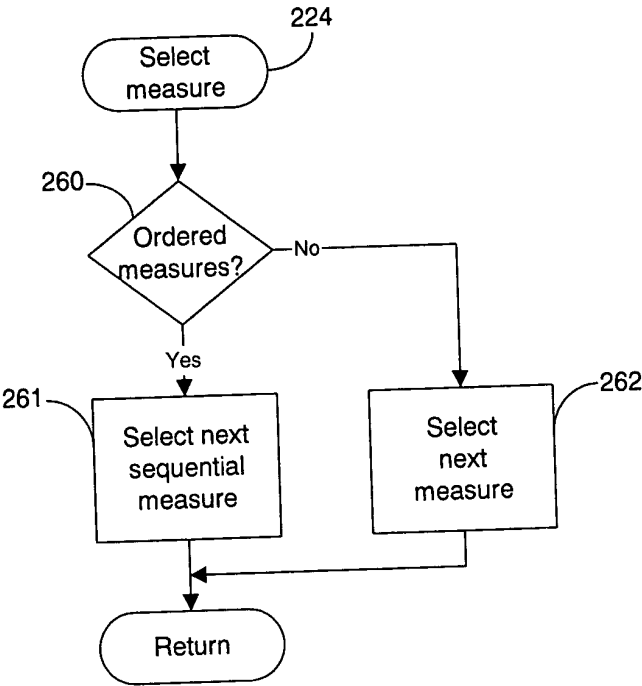 224
Select
measure
260
Ordered
measures?
No
Yes
261
Select next
sequential
measure
262
Select
next
measure
Return